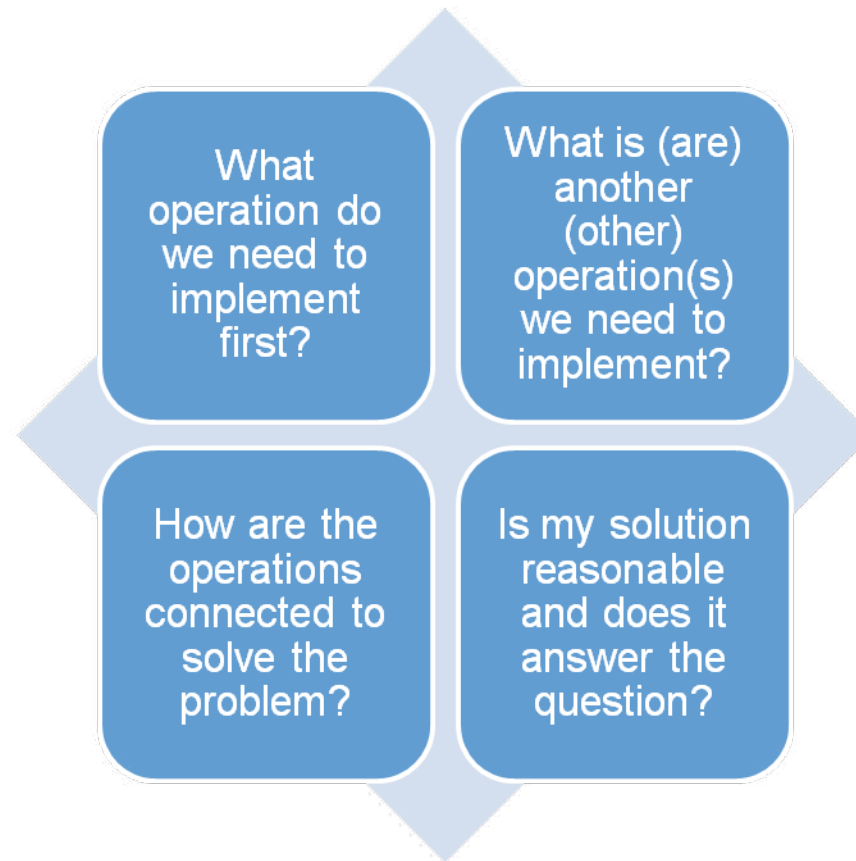 What
operation do
we need to
implement
first?
What is (are)
another
(other)
operation(s)
we need to
implement?
How are the
operations
connected to
solve the
problem?
Is my solution
reasonable
and does it
answer the
question?